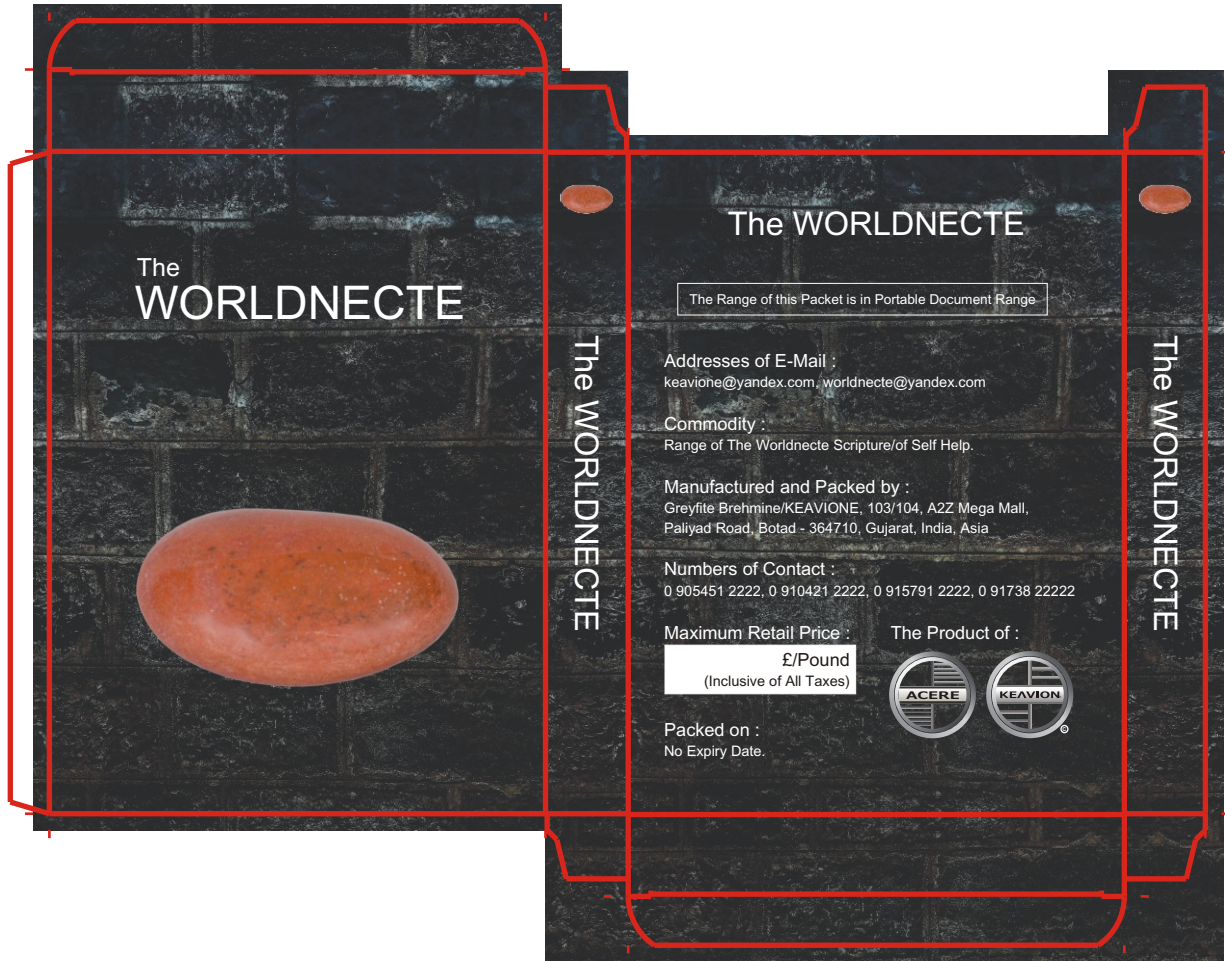 The
WORLDNECTE
The WORLDNECTE
The WORLDNECTE
The Range of this Packet is in Portable Document Range
Addresses of E-Mail :
keavione@yandex.com, worldnecte@yandex.com
Commodity :
Range of The Worldnecte Scripture/of Self Help.
Manufactured and Packed by :
Greyfite Brehmine/KEAVIONE, 103/104, A2Z Mega Mall,
Paliyad Road, Botad - 364710, Gujarat, India, Asia
Numbers of Contact :
0 905451 2222, 0 910421 2222, 0 915791 2222, 0 91738 22222
Maximum Retail Price :
£/Pound
(Inclusive of All Taxes)
The Product of :
ACERE
KEAVION
©
Packed on :
No Expiry Date.
The WORLDNECTE